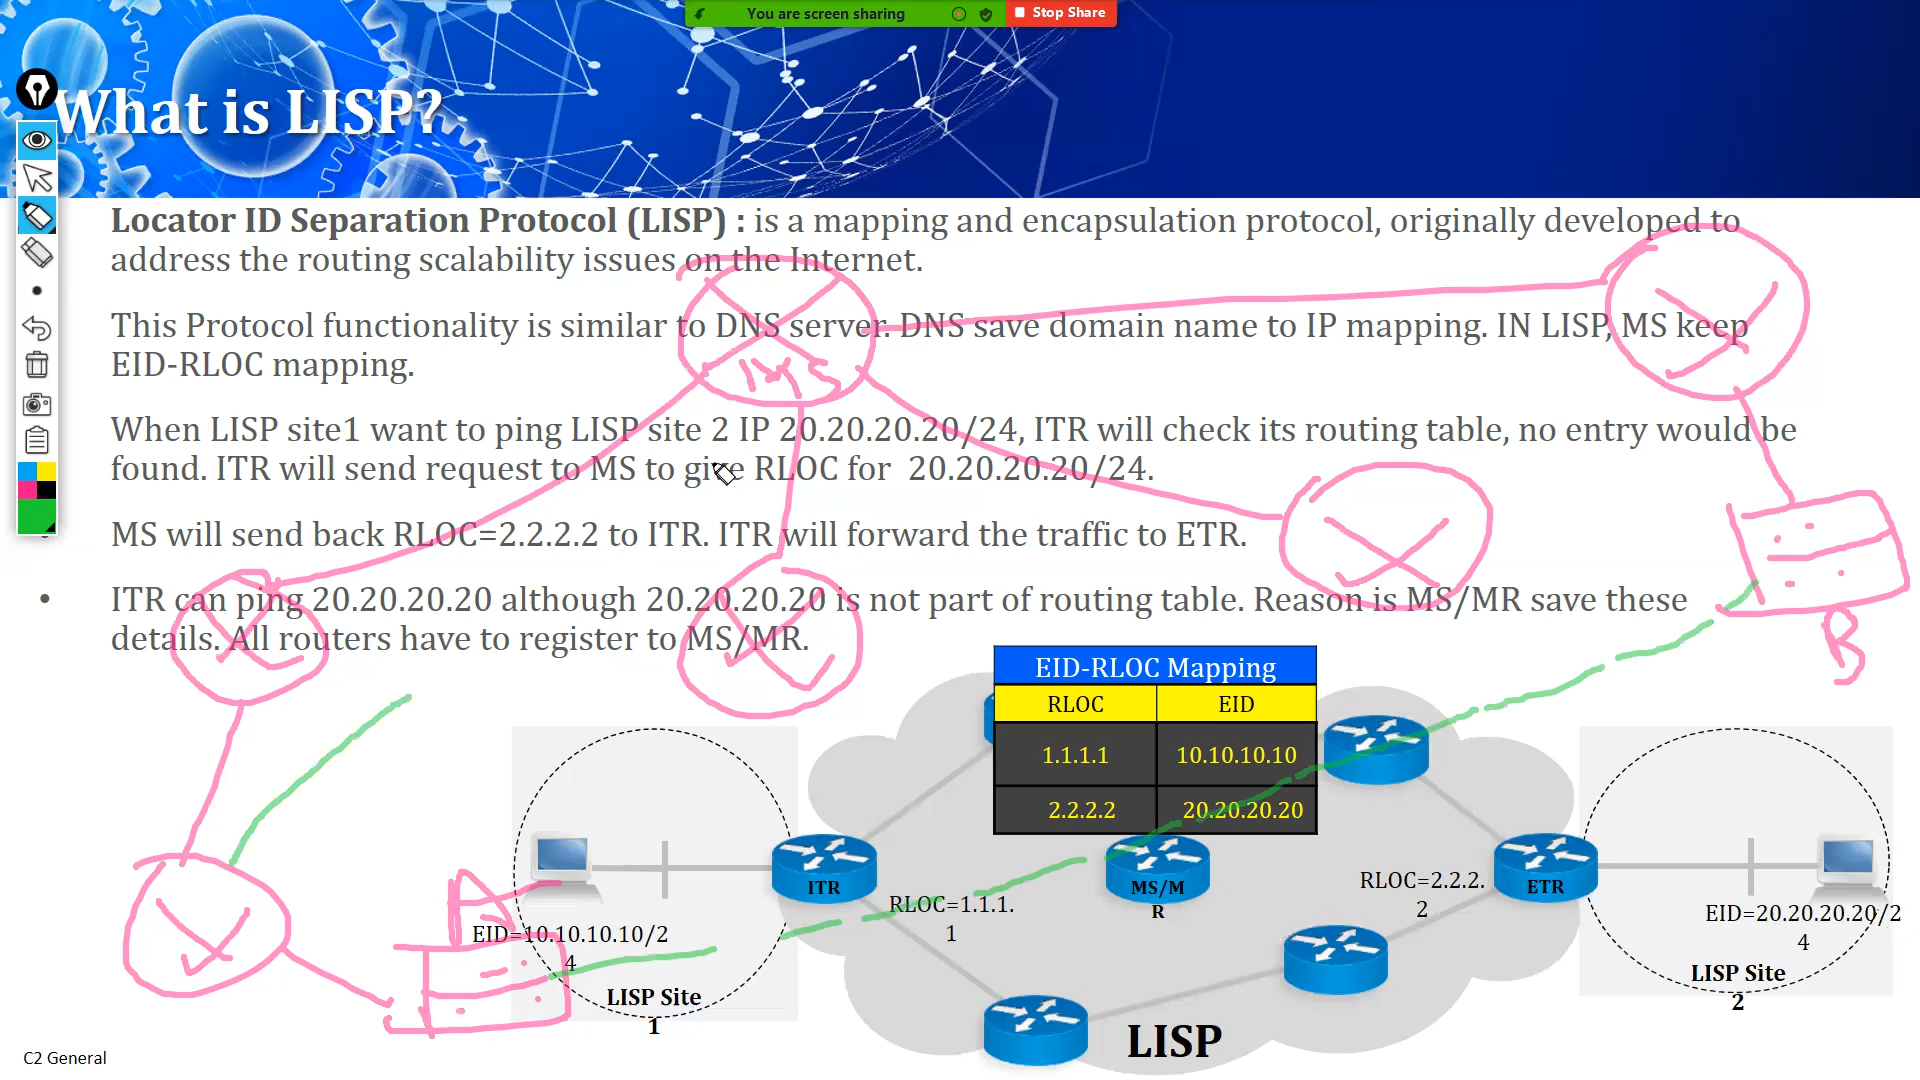 You are screen sharing
Stop Share
What is LISP?
Locator ID Separation Protocol (LISP) : is a mapping and encapsulation protocol, originally developed to
address the routing scalability issues on the Internet.
This Protocol functionality is similar to DNS server. DNS save domain name to IP mapping. IN LISP, MS keep
EID-RLOC mapping.
MS
When LISP site1 want to ping LISP site 2 IP 20.20.20.20/24, ITR will check its routing table, no entry would be
found. ITR will send request to MS to give RLOC for 20.20.20.20/24.
MS will send back RLOC=2.2.2.2 to ITR. ITR will forward the traffic to ETR.
• ITR can ping 20.20.20.20 although 20.20.20.20 is not part of routing table. Reason is MS/MR save these
details. All routers have to register to MS/MR.
B
EID-RLOC Mapping
RLOC EID
1.1.1.1 10.10.10.10
2.2.2.2 20.20.20.20
ITR
MS/M
R
ETR
RLOC=1.1.1.
1
RLOC=2.2.2.
2
A
EID=10.10.10.10/2
4
EID=20.20.20.20/2
4
LISP Site
1
LISP Site
2
LISP
C2 General